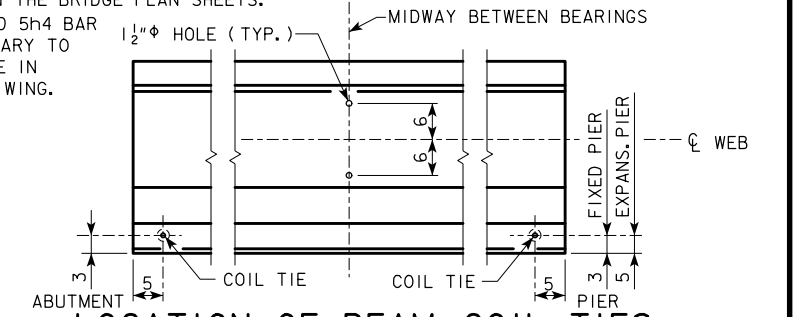 THE BRIDGE PLAN SHEETS.
5h4 BAR
TO
IN
WING.
1½"Φ HOLE (TYP.)
MIDWAY BETWEEN BEARINGS
6
6
℄ WEB
FIXED PIER
EXPANS. PIER
3
5
COIL TIE
COIL TIE
5
3
5
ABUTMENT
PIER
LOCATION OF BEAM COIL TIES